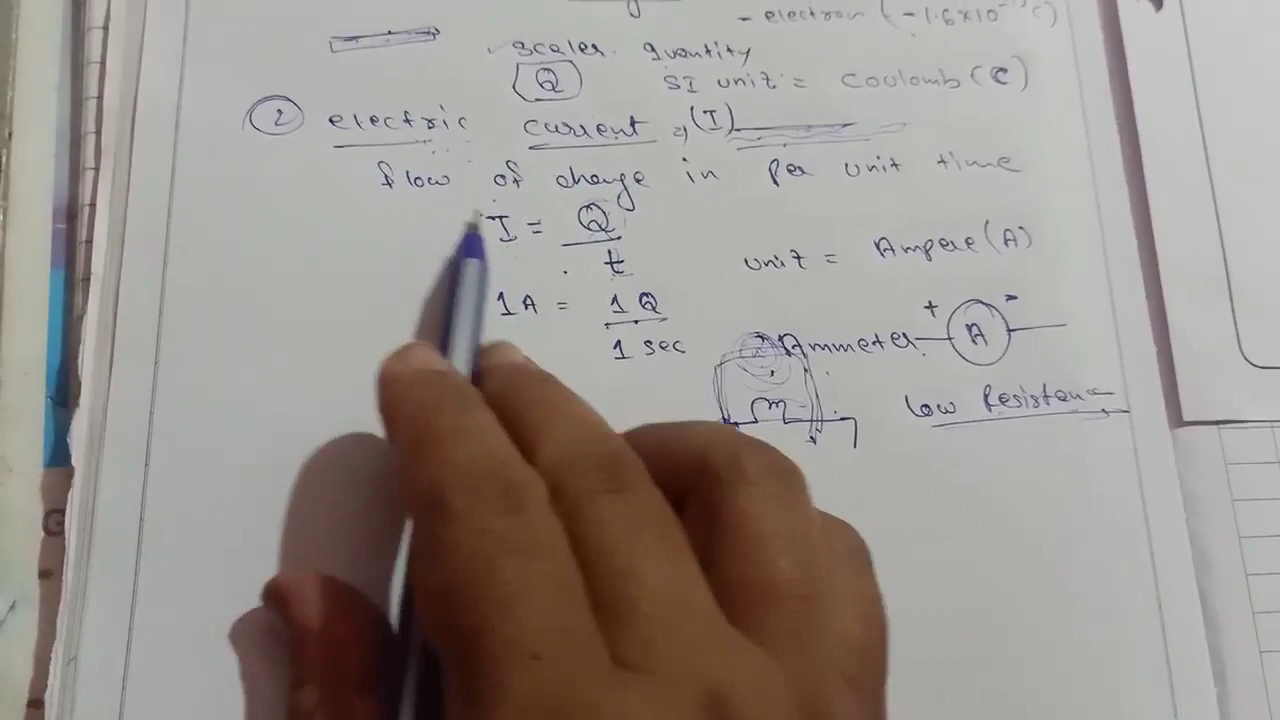 - electron (-1.6×10 C)
scaler quantity
Q SI unit = Coulomb (C)
2 electric current (I)
flow of charge in per unit time
I = Q
t
unit = Ampere (A)
1A = 1 Q
1 sec
Ammeter + A -
low Resistance
G